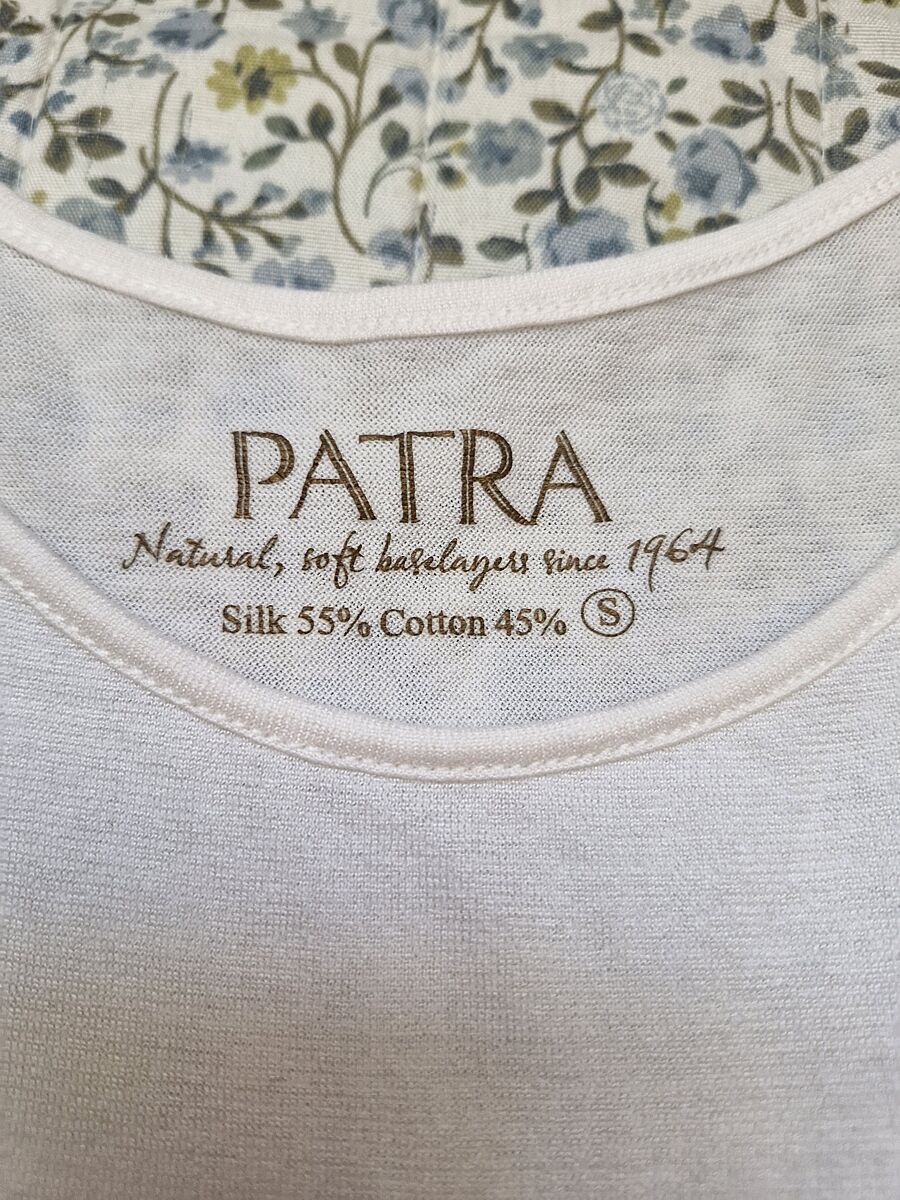 PATRA
Natural, soft baselayers since 1964
Silk 55% Cotton 45% S